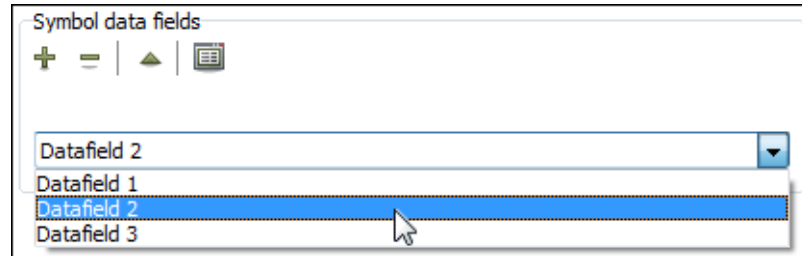 Symbol data fields
Datafield 2
Datafield 1
Datafield 2
Datafield 3